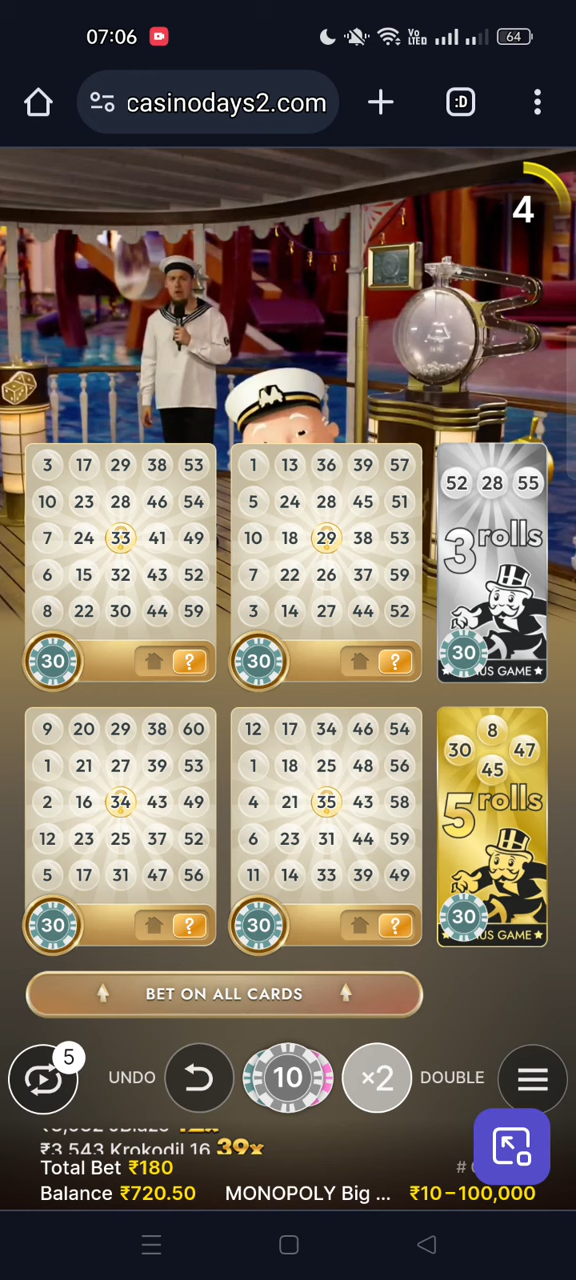 07:06
Vo
LTED
64
casinodays2.com
:D
4
3 17 29 38 53
10 23 28 46 54
7 24 33 41 49
6 15 32 43 52
8 22 30 44 59
30
?
1 13 36 39 57
5 24 28 45 51
10 18 29 38 53
7 22 26 37 59
3 14 27 44 52
30
?
52 28 55
3 rolls
30
US GAME
9 20 29 38 60
1 21 27 39 53
2 16 34 43 49
12 23 25 37 52
5 17 31 47 56
30
?
12 17 34 46 54
1 18 25 48 56
4 21 35 43 58
6 23 31 44 59
11 14 33 39 49
30
?
8
30 47
45
5 rolls
30
US GAME
BET ON ALL CARDS
5
UNDO
10
×2
DOUBLE
₹3 543 Krokodil 16 39x
Total Bet ₹180
#
Balance ₹720.50
MONOPOLY Big ...
₹10–100,000